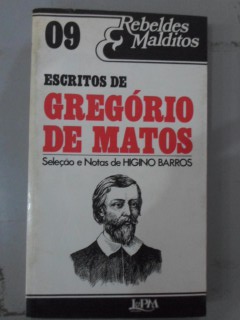 09
Rebeldes
& Malditos
ESCRITOS DE
GREGÓRIO
DE MATOS
Seleção e Notas de HIGINO BARROS
L&PM